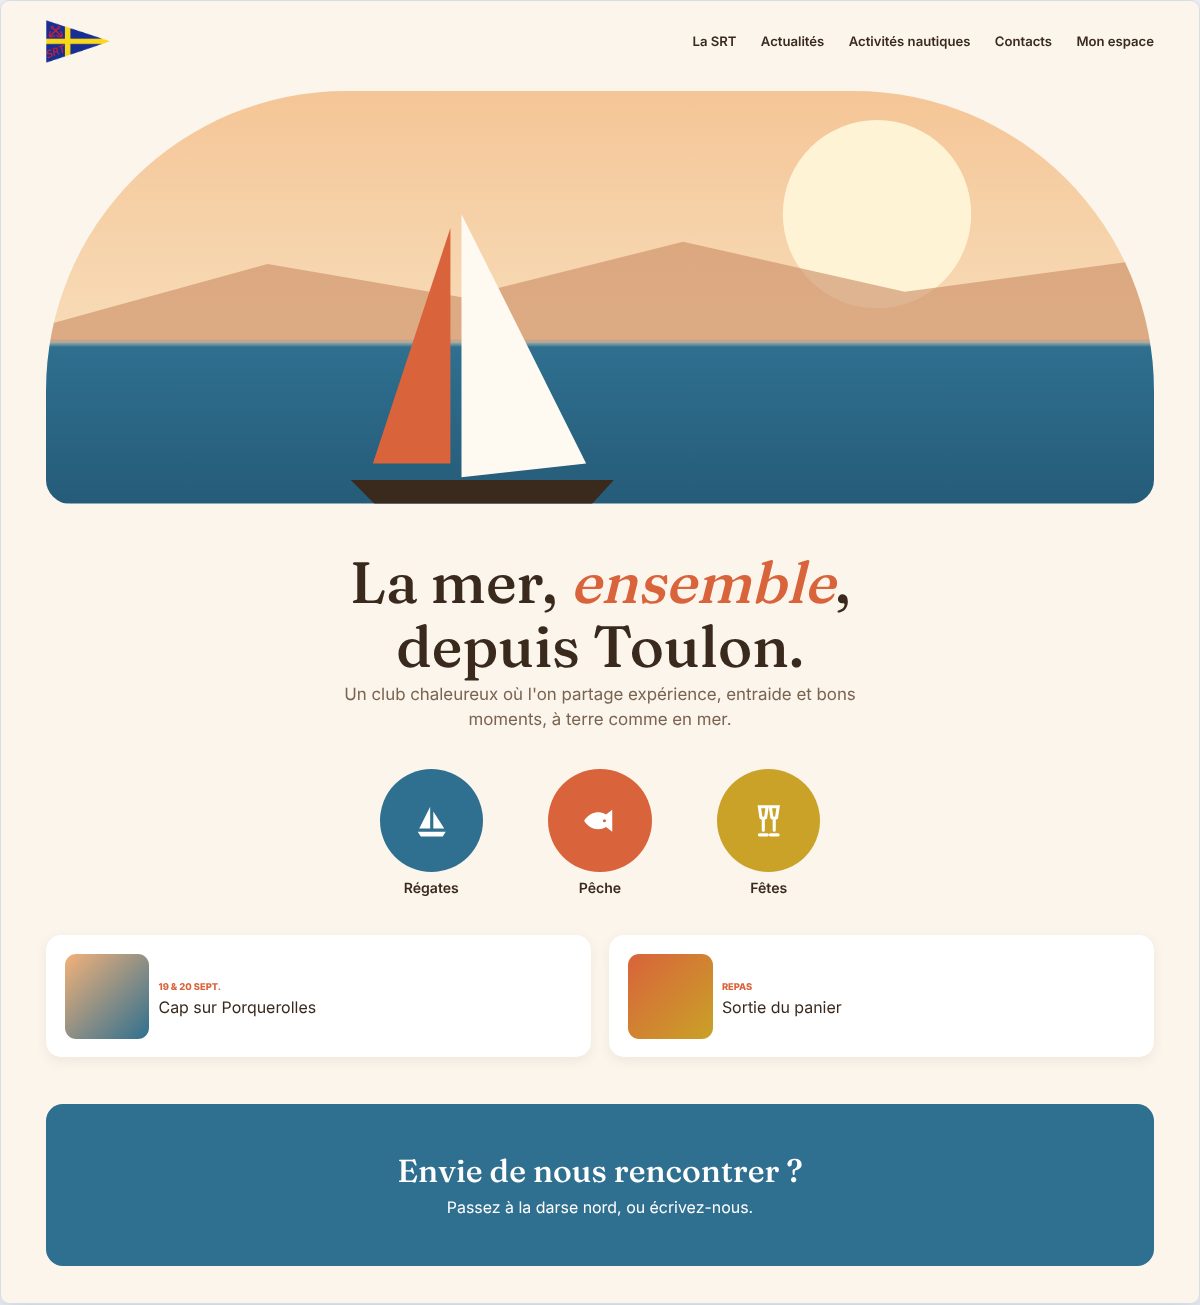 SRT
La SRT
Actualités
Activités nautiques
Contacts
Mon espace
La mer, ensemble,
depuis Toulon.
Un club chaleureux où l'on partage expérience, entraide et bons
moments, à terre comme en mer.
Régates
Pêche
Fêtes
19 & 20 SEPT.
Cap sur Porquerolles
REPAS
Sortie du panier
Envie de nous rencontrer ?
Passez à la darse nord, ou écrivez-nous.